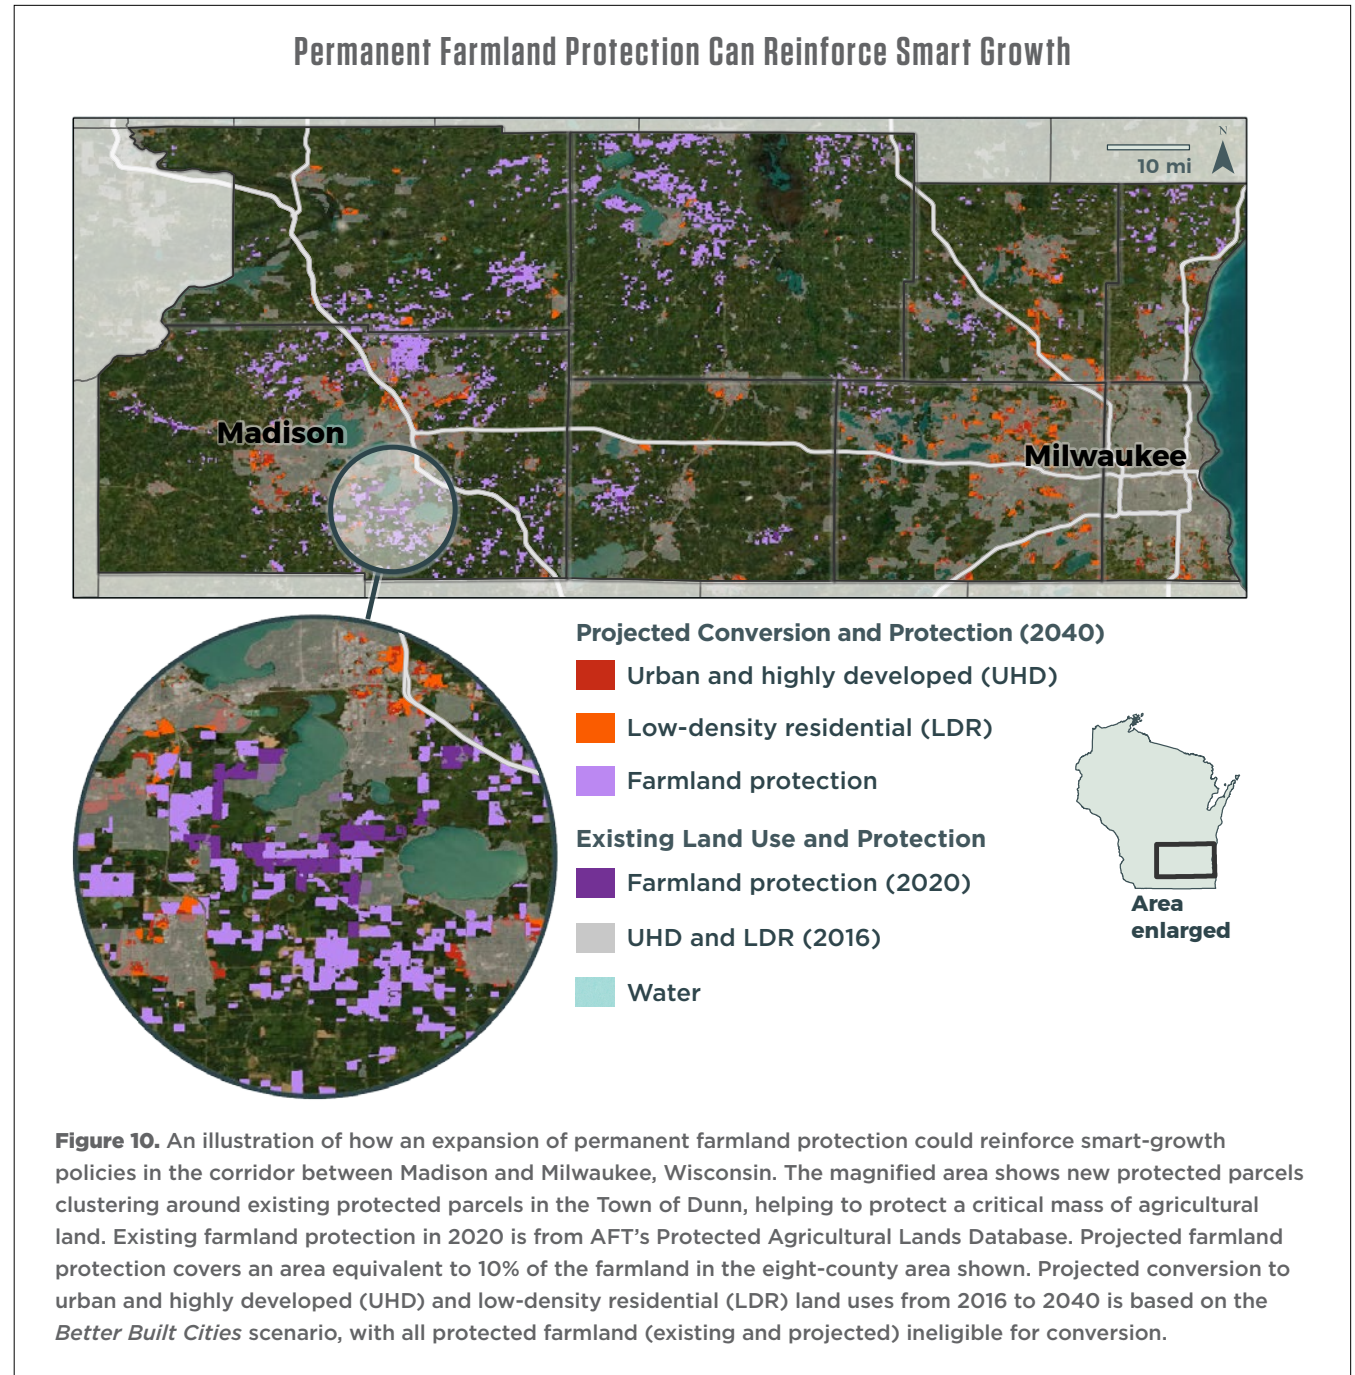 Permanent Farmland Protection Can Reinforce Smart Growth
N
10 mi
Madison
Milwaukee
Projected Conversion and Protection (2040)
Urban and highly developed (UHD)
Low-density residential (LDR)
Farmland protection
Existing Land Use and Protection
Farmland protection (2020)
UHD and LDR (2016)
Water
Area
enlarged
Figure 10. An illustration of how an expansion of permanent farmland protection could reinforce smart-growth
policies in the corridor between Madison and Milwaukee, Wisconsin. The magnified area shows new protected parcels
clustering around existing protected parcels in the Town of Dunn, helping to protect a critical mass of agricultural
land. Existing farmland protection in 2020 is from AFT’s Protected Agricultural Lands Database. Projected farmland
protection covers an area equivalent to 10% of the farmland in the eight-county area shown. Projected conversion to
urban and highly developed (UHD) and low-density residential (LDR) land uses from 2016 to 2040 is based on the
Better Built Cities scenario, with all protected farmland (existing and projected) ineligible for conversion.